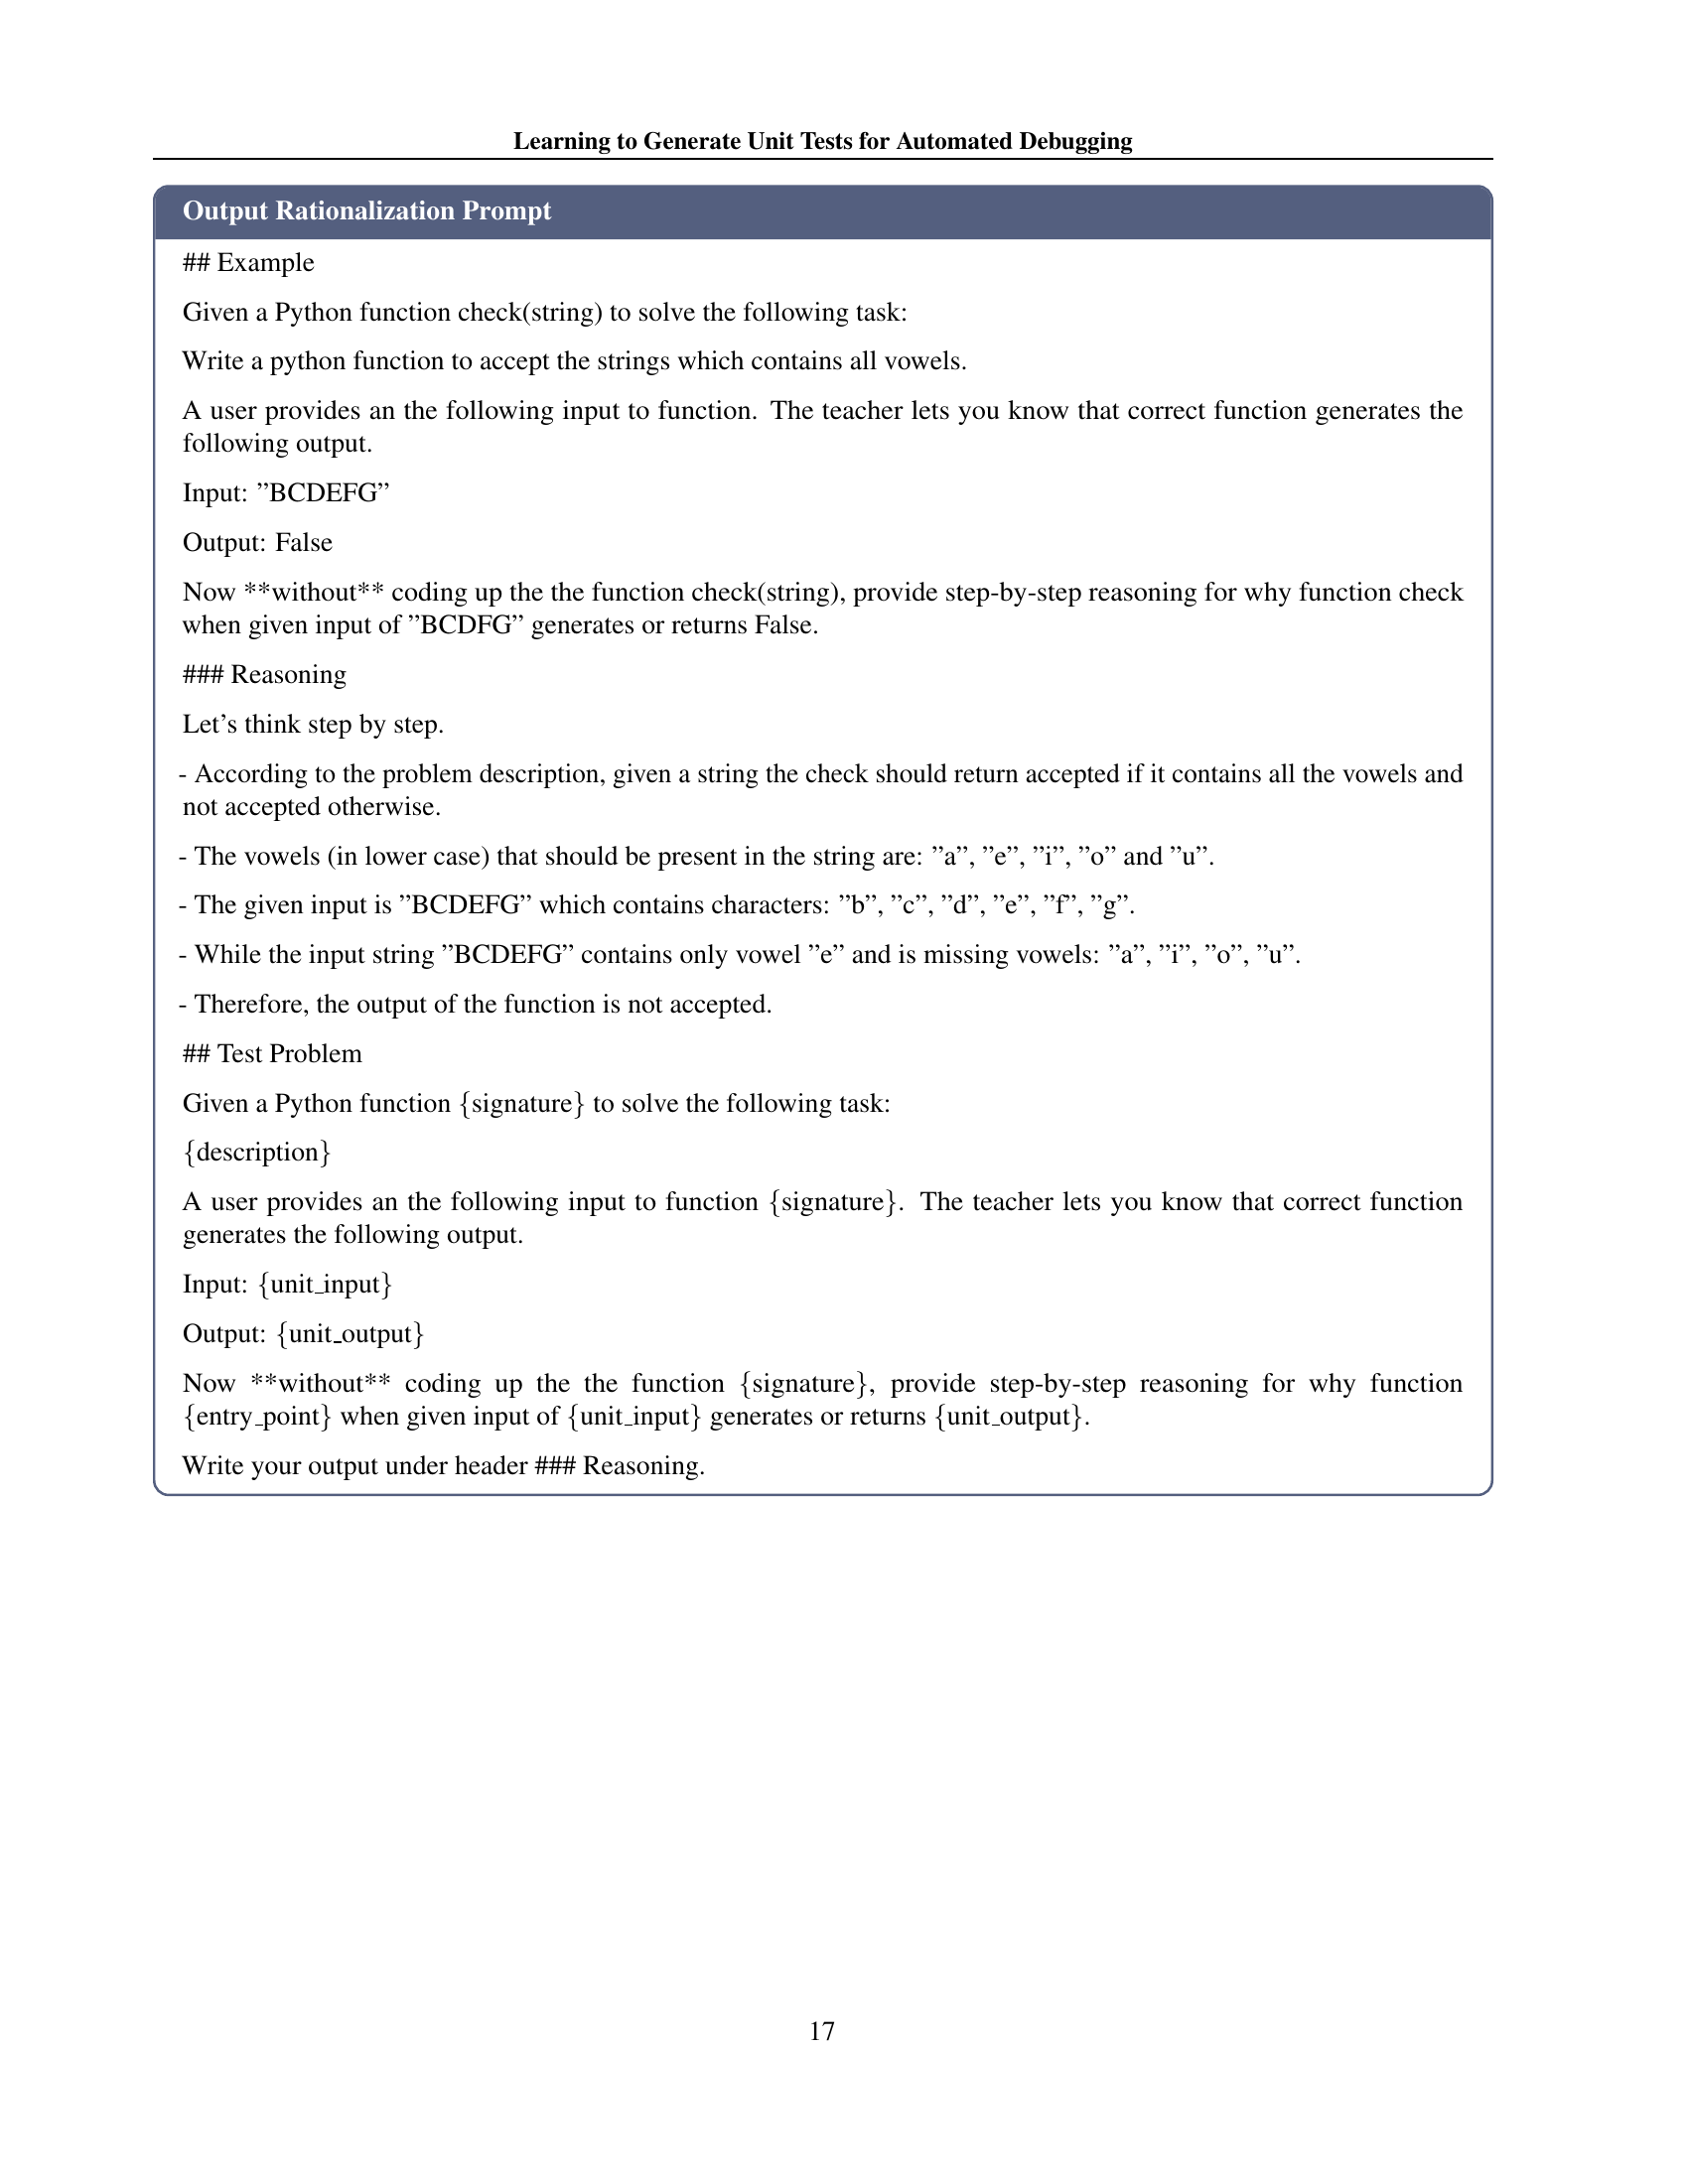 Learning to Generate Unit Tests for Automated Debugging
Output Rationalization Prompt
## Example
Given a Python function check(string) to solve the following task:
Write a python function to accept the strings which contains all vowels.
A user provides an the following input to function. The teacher lets you know that correct function generates the
following output.
Input: ”BCDEFG”
Output: False
Now **without** coding up the the function check(string), provide step-by-step reasoning for why function check
when given input of ”BCDFG” generates or returns False.
### Reasoning
Let’s think step by step.
- According to the problem description, given a string the check should return accepted if it contains all the vowels and
not accepted otherwise.
- The vowels (in lower case) that should be present in the string are: ”a”, ”e”, ”i”, ”o” and ”u”.
- The given input is ”BCDEFG” which contains characters: ”b”, ”c”, ”d”, ”e”, ”f”, ”g”.
- While the input string ”BCDEFG” contains only vowel ”e” and is missing vowels: ”a”, ”i”, ”o”, ”u”.
- Therefore, the output of the function is not accepted.
## Test Problem
Given a Python function {signature} to solve the following task:
{description}
A user provides an the following input to function {signature}. The teacher lets you know that correct function
generates the following output.
Input: {unit_input}
Output: {unit_output}
Now **without** coding up the the function {signature}, provide step-by-step reasoning for why function
{entry_point} when given input of {unit_input} generates or returns {unit_output}.
Write your output under header ### Reasoning.
17